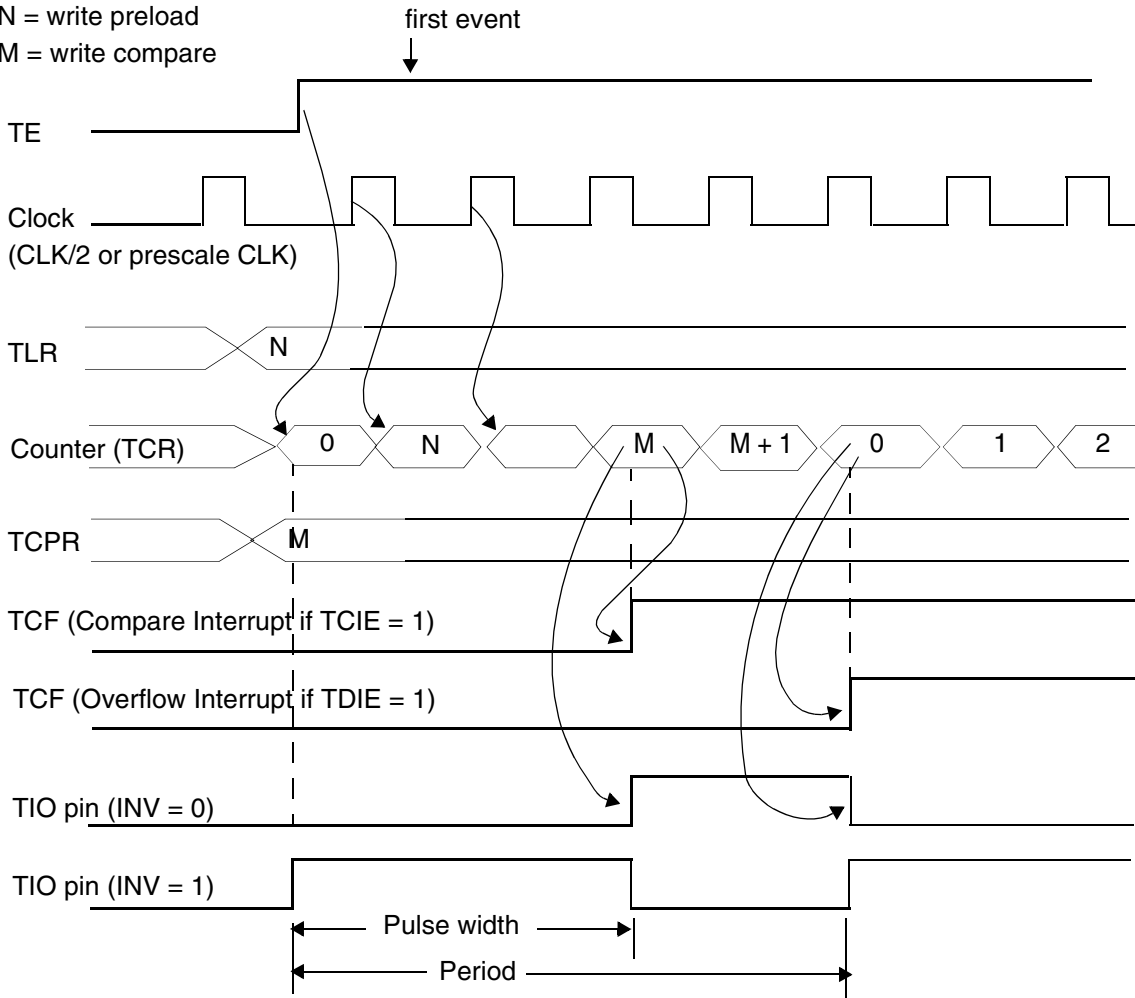 N = write preload
M = write compare
first event
TE
Clock
(CLK/2 or prescale CLK)
TLR
N
Counter (TCR)
0
N
M
M + 1
0
1
2
TCPR
M
TCF (Compare Interrupt if TCIE = 1)
TCF (Overflow Interrupt if TDIE = 1)
TIO pin (INV = 0)
TIO pin (INV = 1)
Pulse width
Period